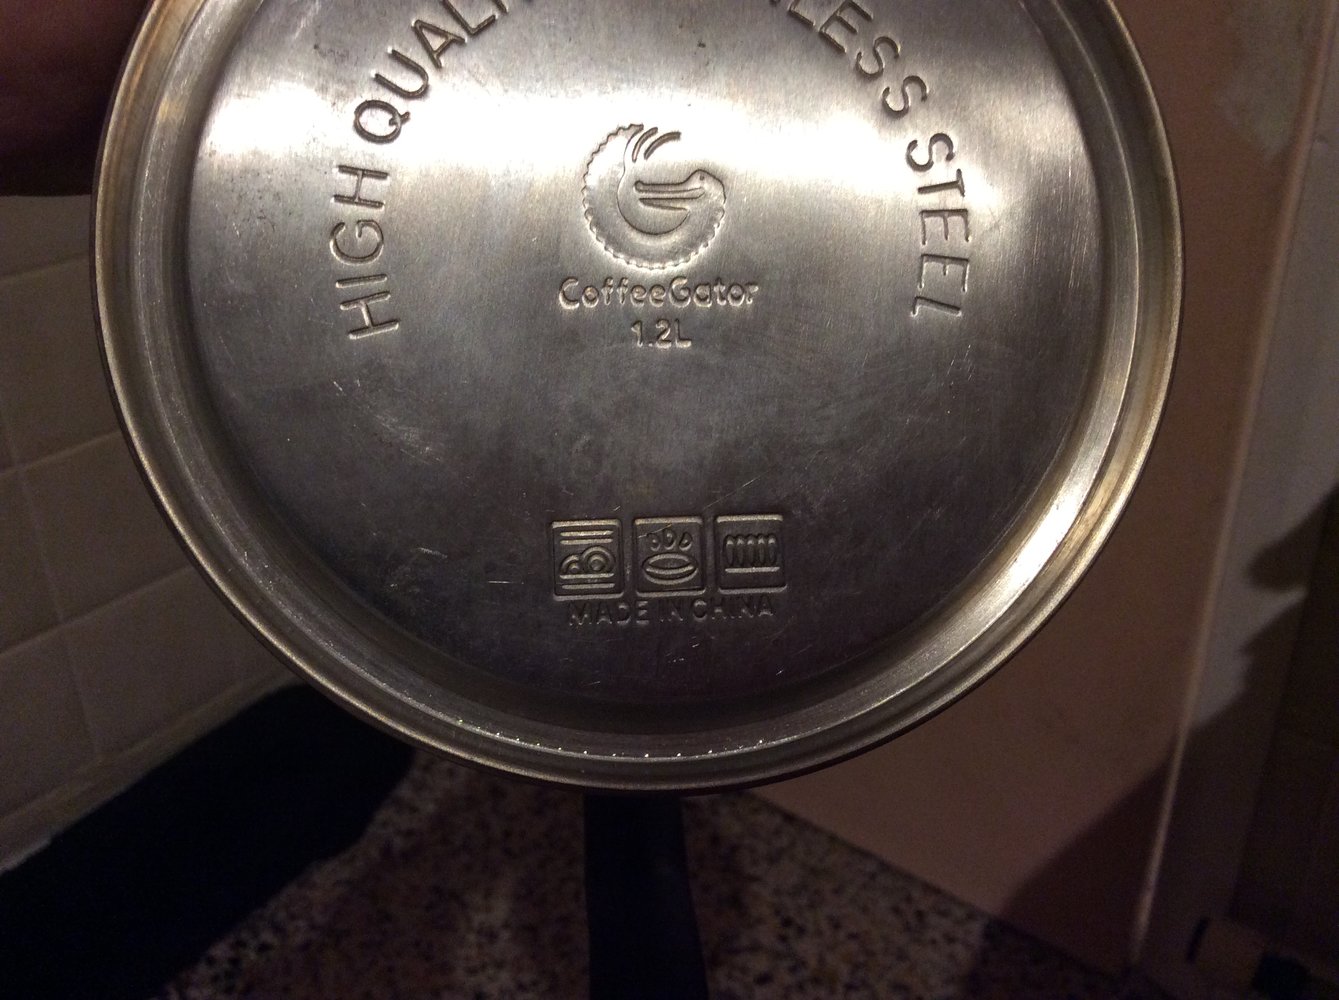 HIGH QUALI LESS STEEL
CoffeeGator
1.2L
MADE IN CHINA